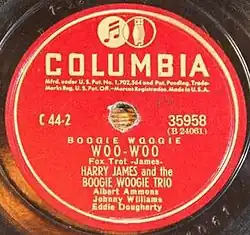 COLUMBIA
Mfrd. under U. S. Pat. No. 1,702,564 and Pat. Pending. Trade-
Marks Reg. U. S. Pat. Off. —Marcas Registradas. Made in U. S. A.
C 44-2
35958
(B 24061)
BOOGIE WOOGIE
WOO-WOO
Fox Trot -James-
HARRY JAMES and the
BOOGIE WOOGIE TRIO
Albert Ammons
Johnny Williams
Eddie Dougherty